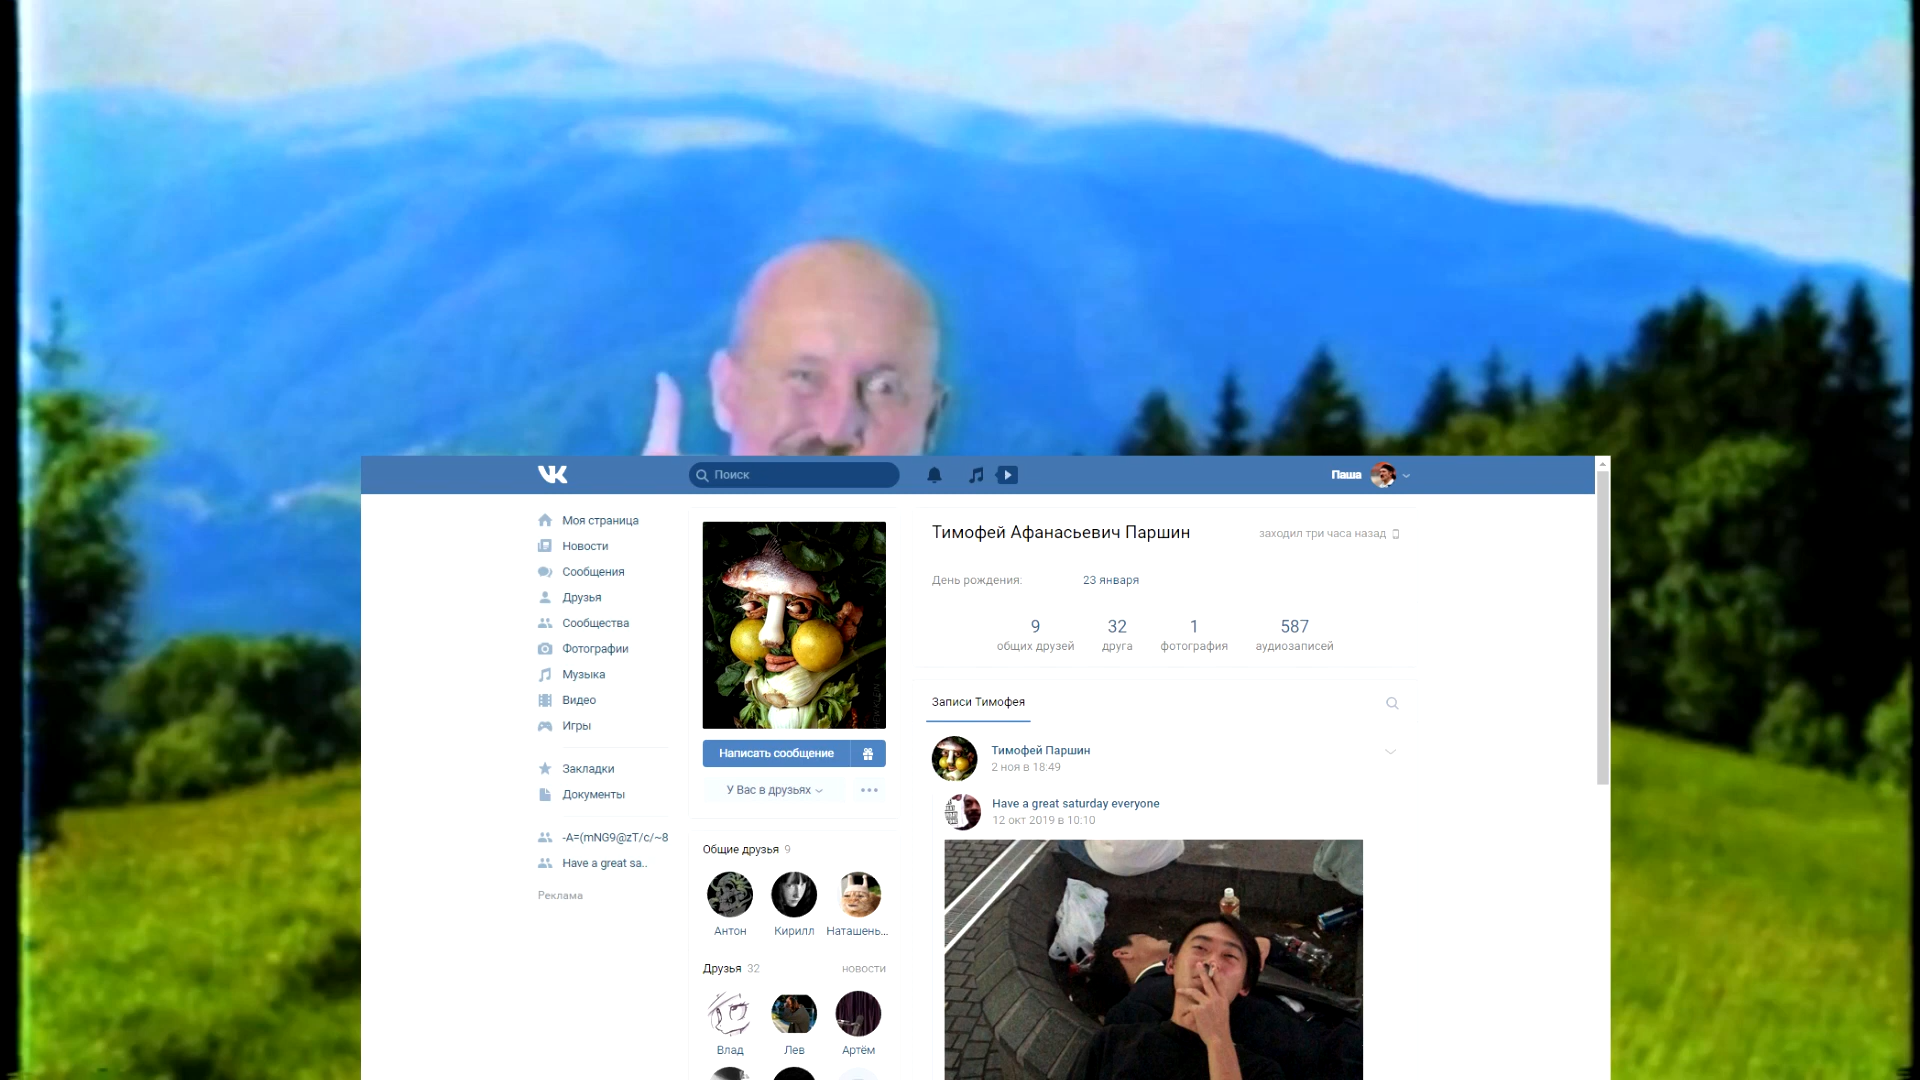 VK
Поиск
Паша
Моя страница
Новости
Сообщения
Друзья
Сообщества
Фотографии
Музыка
Видео
Игры
Закладки
Документы
-A=(mNG9@zT/c/~8
Have a great sa..
Реклама
Написать сообщение
У Вас в друзьях
Общие друзья 9
Антон Кирилл Наташень...
Друзья 32 новости
Влад Лев Артём
Тимофей Афанасьевич Паршин
заходил три часа назад
День рождения: 23 января
9 32 1 587
общих друзей друга фотография аудиозаписей
Записи Тимофея
Тимофей Паршин
2 ноя в 18:49
Have a great saturday everyone
12 окт 2019 в 10:10